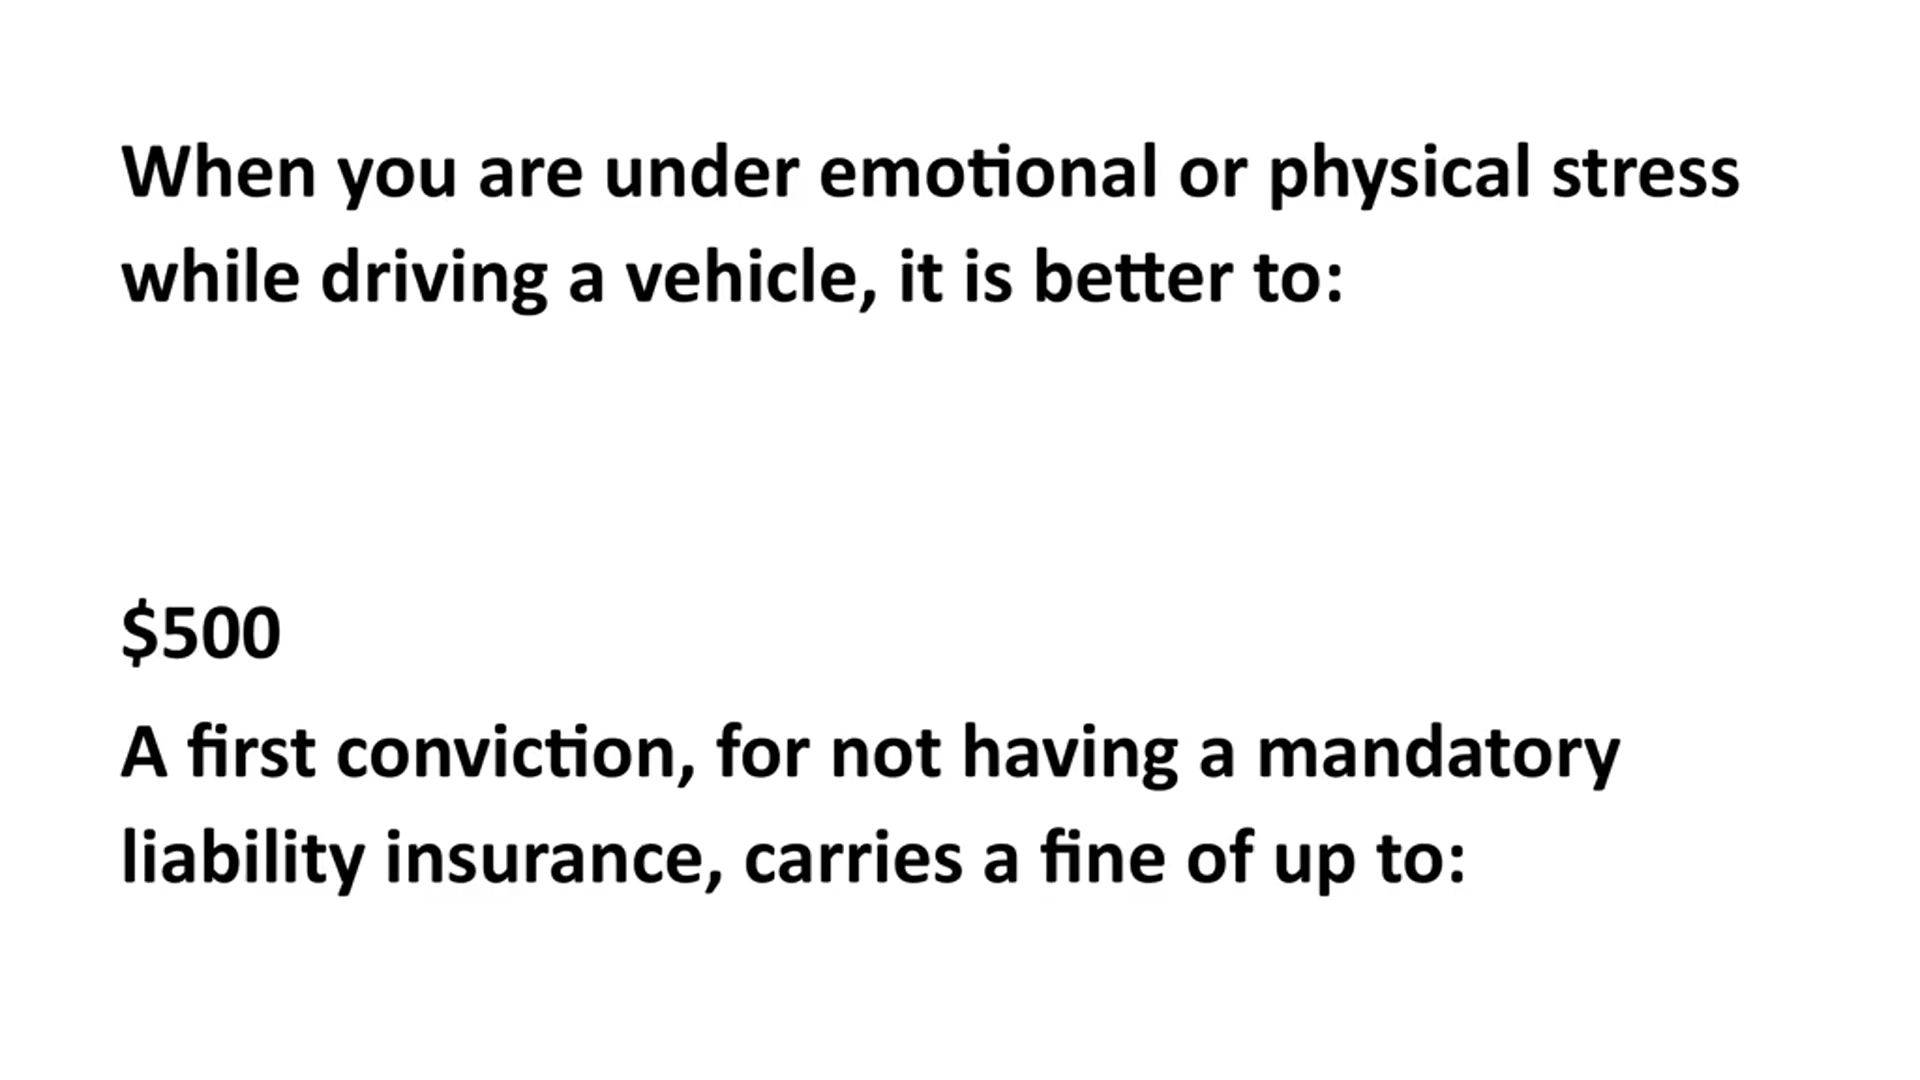 When you are under emotional or physical stress
while driving a vehicle, it is better to:
$500
A first conviction, for not having a mandatory
liability insurance, carries a fine of up to: